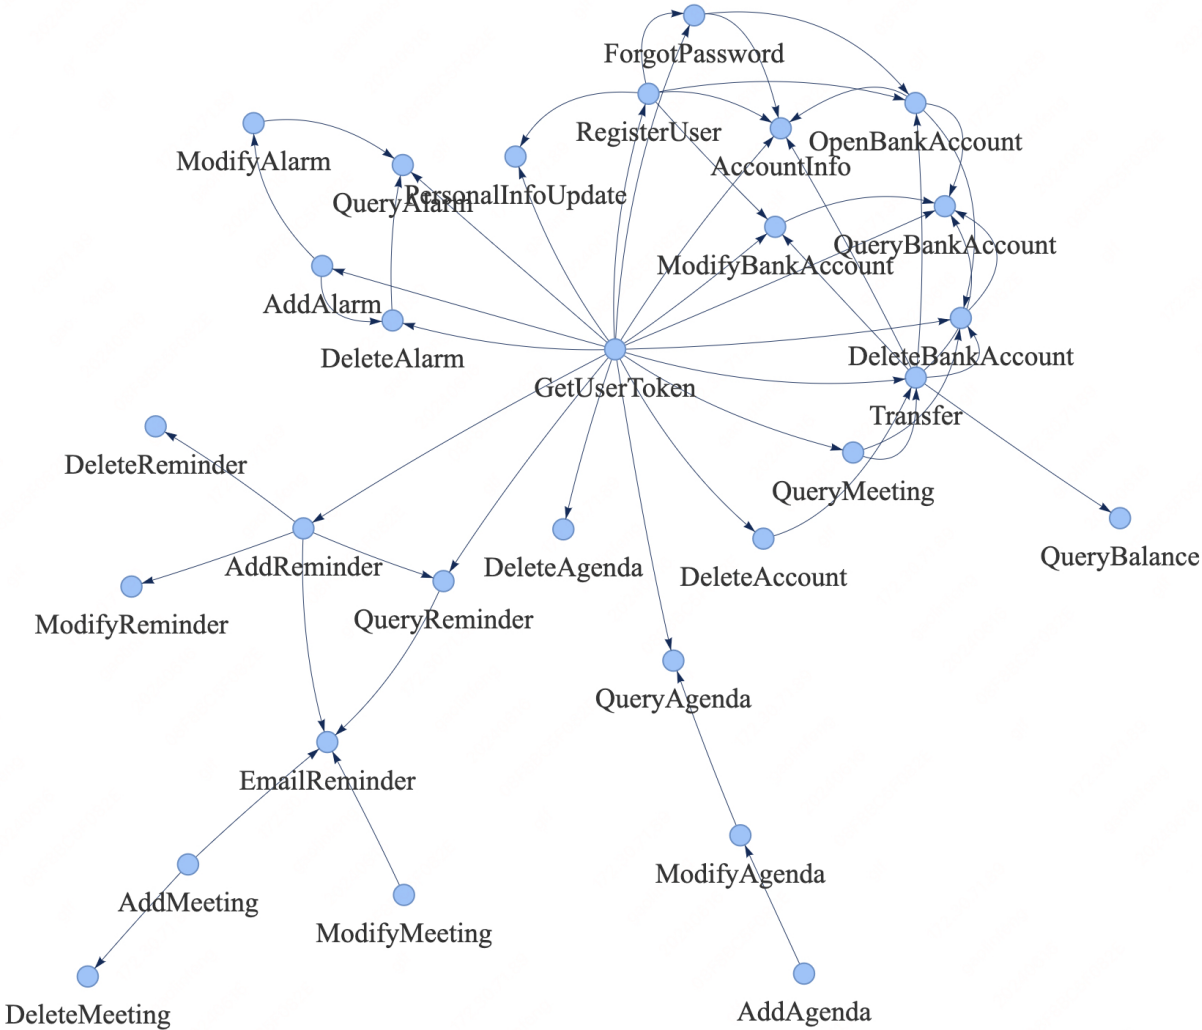 ForgotPassword
RegisterUser
OpenBankAccount
ModifyAlarm
AccountInfo
QueryAlarm
PersonalInfoUpdate
QueryBankAccount
ModifyBankAccount
AddAlarm
DeleteAlarm
DeleteBankAccount
GetUserToken
Transfer
DeleteReminder
QueryMeeting
QueryBalance
AddReminder
DeleteAgenda
DeleteAccount
ModifyReminder
QueryReminder
QueryAgenda
EmailReminder
ModifyAgenda
AddMeeting
ModifyMeeting
DeleteMeeting
AddAgenda